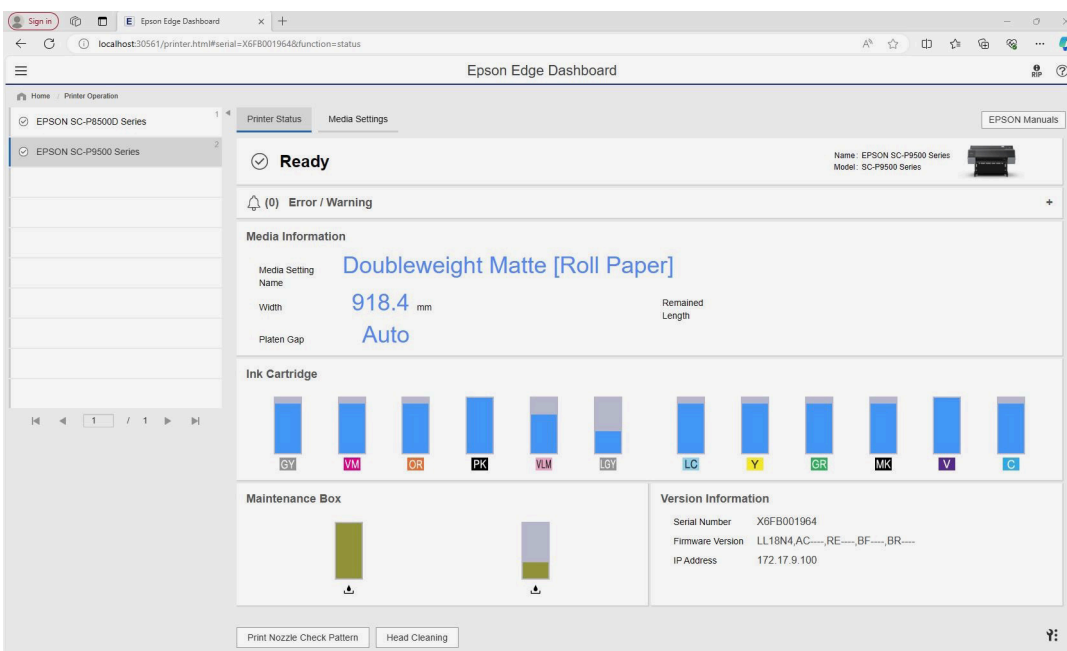 Sign in
E Epson Edge Dashboard
localhost:30561/printer.html#serial=X6FB001964&function=status
Epson Edge Dashboard
RIP
Home / Printer Operation
EPSON SC-P8500D Series 1
EPSON SC-P9500 Series 2
1 / 1
Printer Status Media Settings
EPSON Manuals
Ready
Name : EPSON SC-P9500 Series
Model : SC-P9500 Series
(0) Error / Warning +
Media Information
Media Setting Name
Doubleweight Matte [Roll Paper]
Width 918.4 mm
Remained Length
Platen Gap Auto
Ink Cartridge
GY VM OR PK VLM LGY LC Y GR MK V C
Maintenance Box
Version Information
Serial Number X6FB001964
Firmware Version LL18N4,AC----,RE----,BF----,BR----
IP Address 172.17.9.100
Print Nozzle Check Pattern Head Cleaning